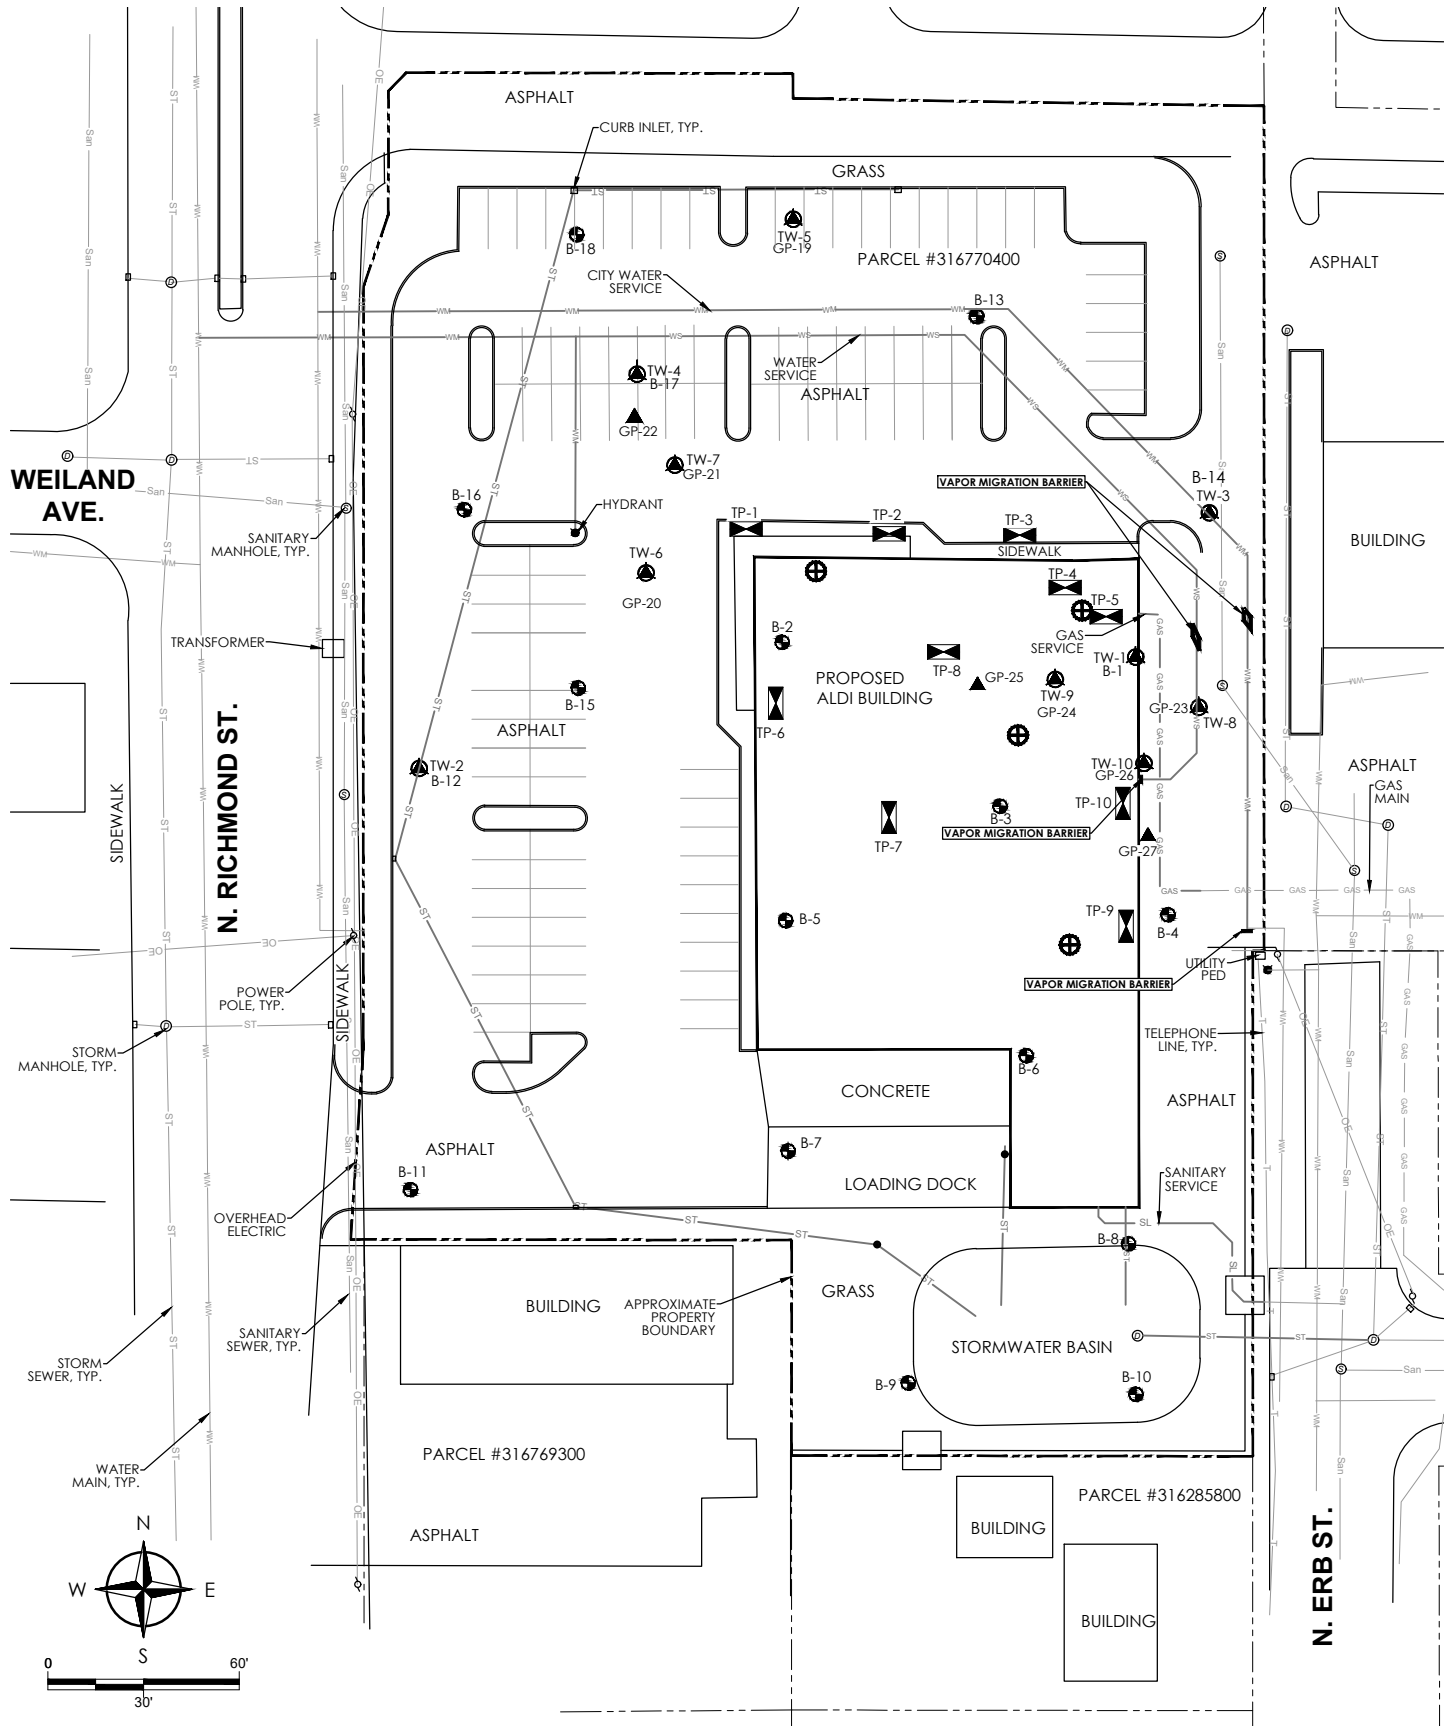 ASPHALT
CURB INLET, TYP.
GRASS
TW-5
GP-19
B-18
PARCEL #316770400
ASPHALT
CITY WATER
SERVICE
B-13
WATER
SERVICE
TW-4
B-17
ASPHALT
GP-22
TW-7
GP-21
WEILAND
AVE.
VAPOR MIGRATION BARRIER
B-14
TW-3
B-16
HYDRANT
SANITARY
MANHOLE, TYP.
TP-1
TP-2
TP-3
SIDEWALK
BUILDING
TW-6
GP-20
TP-4
TP-5
TRANSFORMER
B-2
GAS
SERVICE
TW-1
B-1
TP-8
GP-25
PROPOSED
ALDI BUILDING
TW-9
GP-24
GP-23
TW-8
B-15
ASPHALT
TP-6
N. RICHMOND ST.
TW-2
B-12
TW-10
GP-26
ASPHALT
GAS
MAIN
SIDEWALK
TP-7
B-3
TP-10
VAPOR MIGRATION BARRIER
GP-27
B-5
TP-9
B-4
UTILITY
PED
VAPOR MIGRATION BARRIER
POWER
POLE, TYP.
SIDEWALK
STORM
MANHOLE, TYP.
TELEPHONE
LINE, TYP.
B-6
CONCRETE
ASPHALT
ASPHALT
B-7
B-11
LOADING DOCK
SANITARY
SERVICE
OVERHEAD
ELECTRIC
B-8
GRASS
BUILDING
APPROXIMATE
PROPERTY
BOUNDARY
SANITARY
SEWER, TYP.
STORMWATER BASIN
STORM
SEWER, TYP.
B-9
B-10
PARCEL #316769300
WATER
MAIN, TYP.
PARCEL #316285800
ASPHALT
BUILDING
N. ERB ST.
BUILDING
N
W
E
S
0
60'
30'
San
ST
WM
OE
WS
GAS
SL
T
D
S